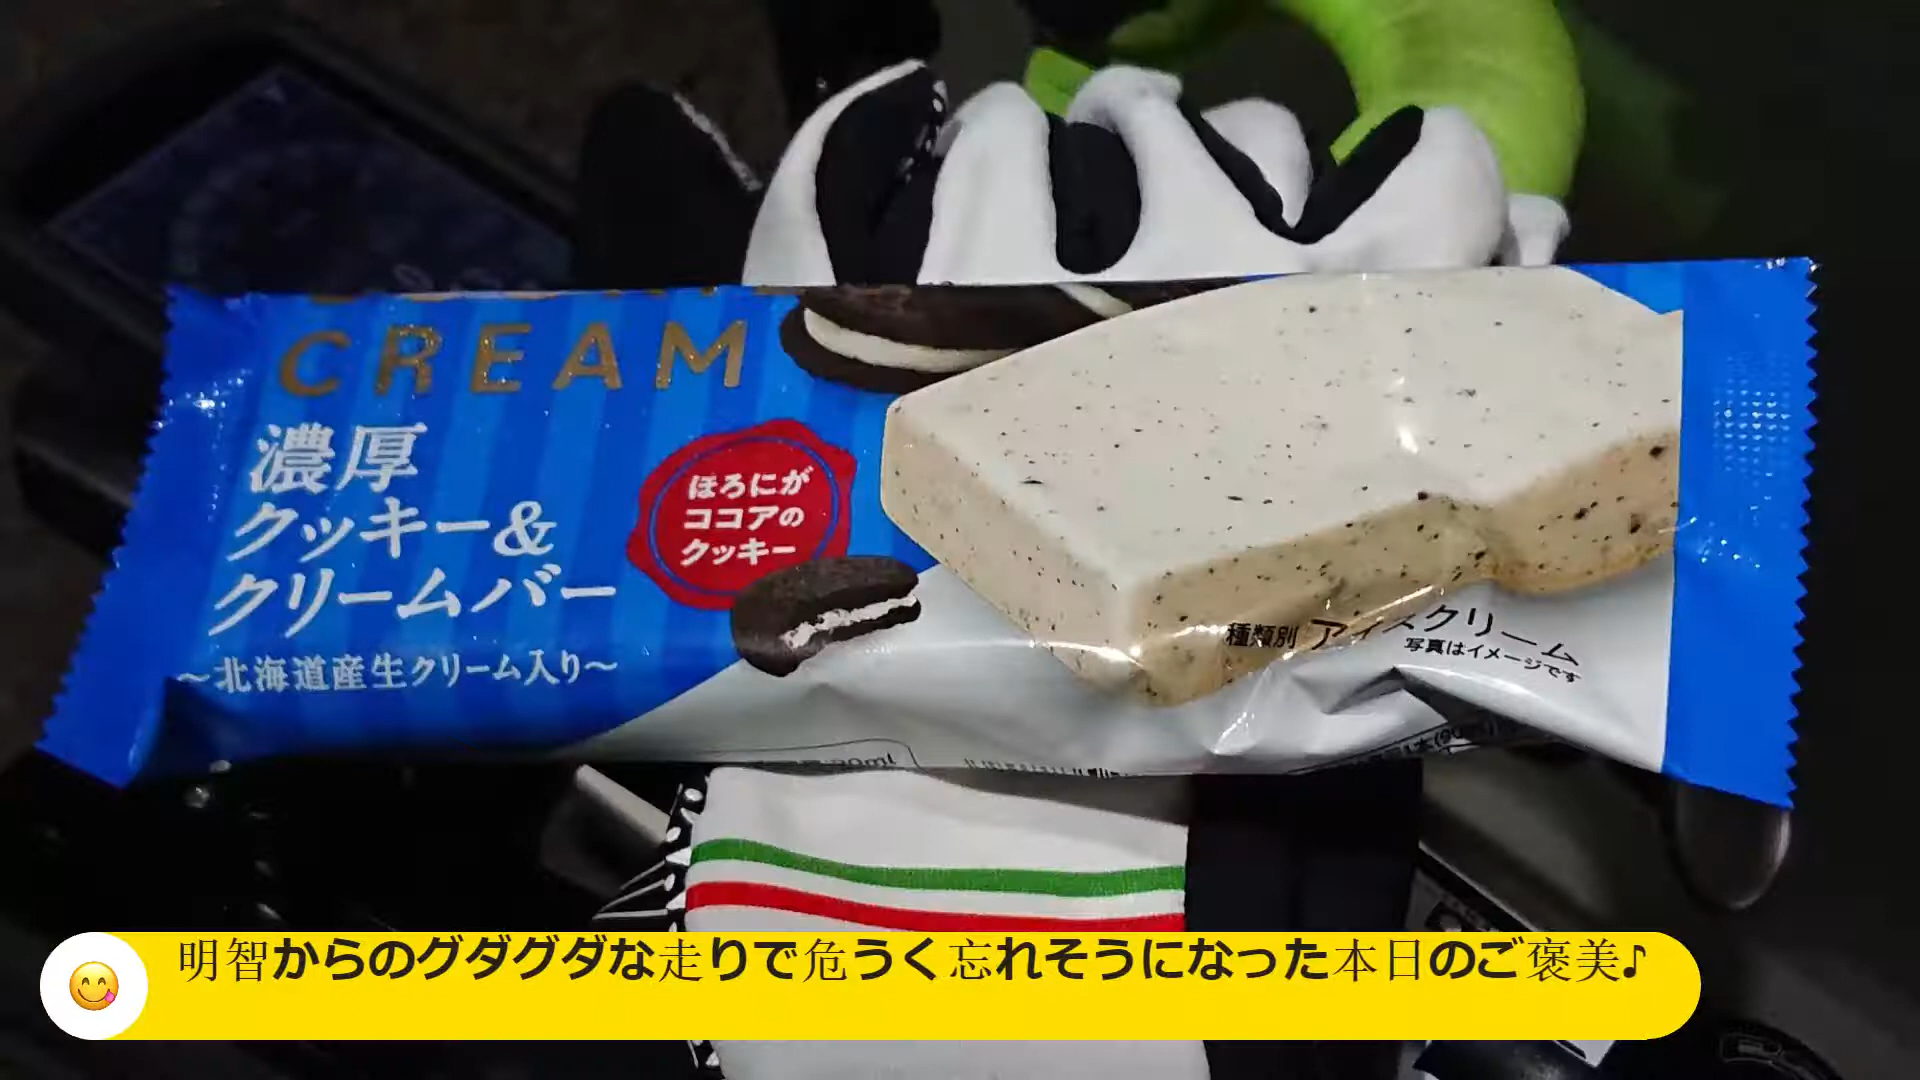 CREAM
濃厚
クッキー&
クリームバー
～北海道産生クリーム入り～
ほろにが
ココアの
クッキー
種類別 アイスクリーム
写真はイメージです
明智からのグダグダな走りで危うく忘れそうになった本日のご褒美♪